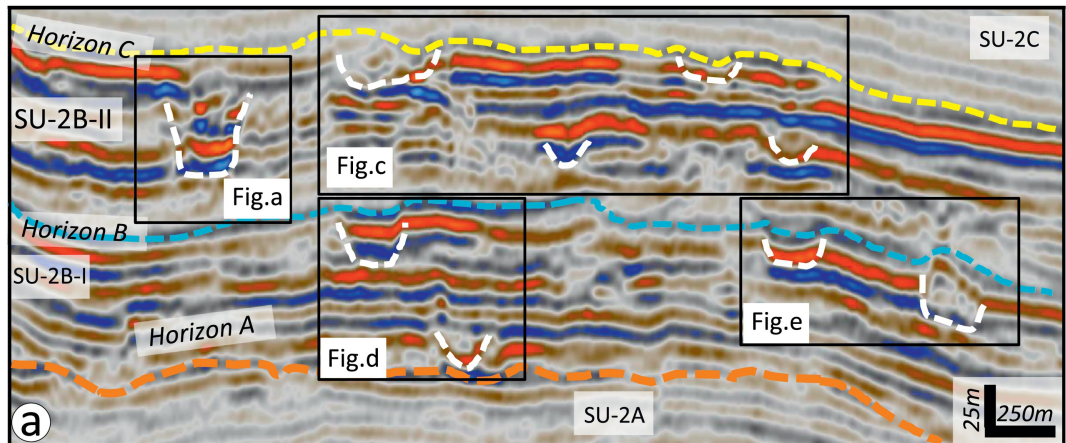 Horizon C
SU-2C
SU-2B-II
Fig.c
Fig.a
Horizon B
SU-2B-I
Horizon A
Fig.d
Fig.e
SU-2A
25m
250m
a